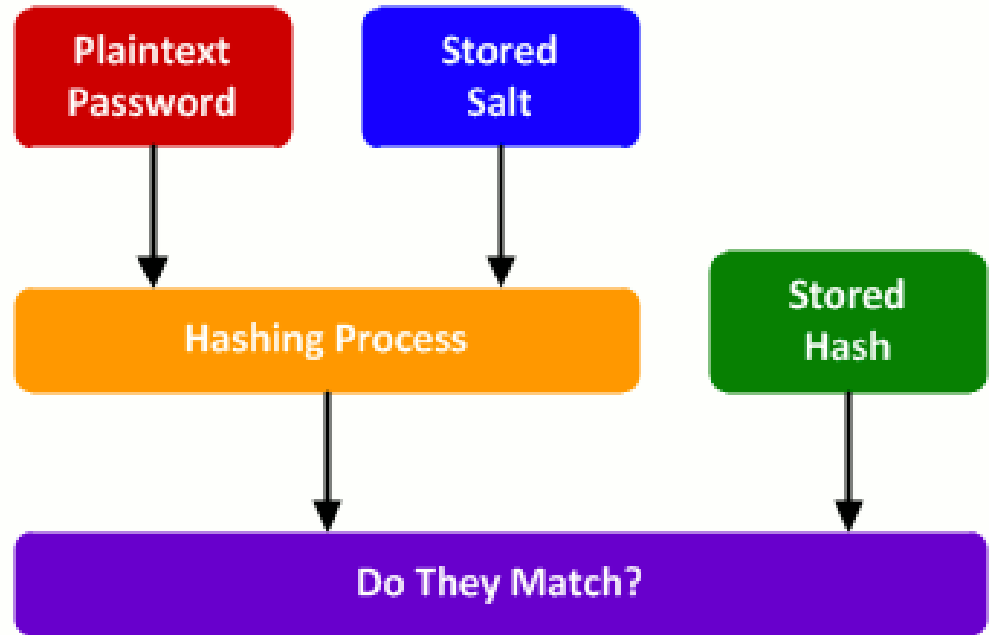 Plaintext
Password
Stored
Salt
Hashing Process
Stored
Hash
Do They Match?